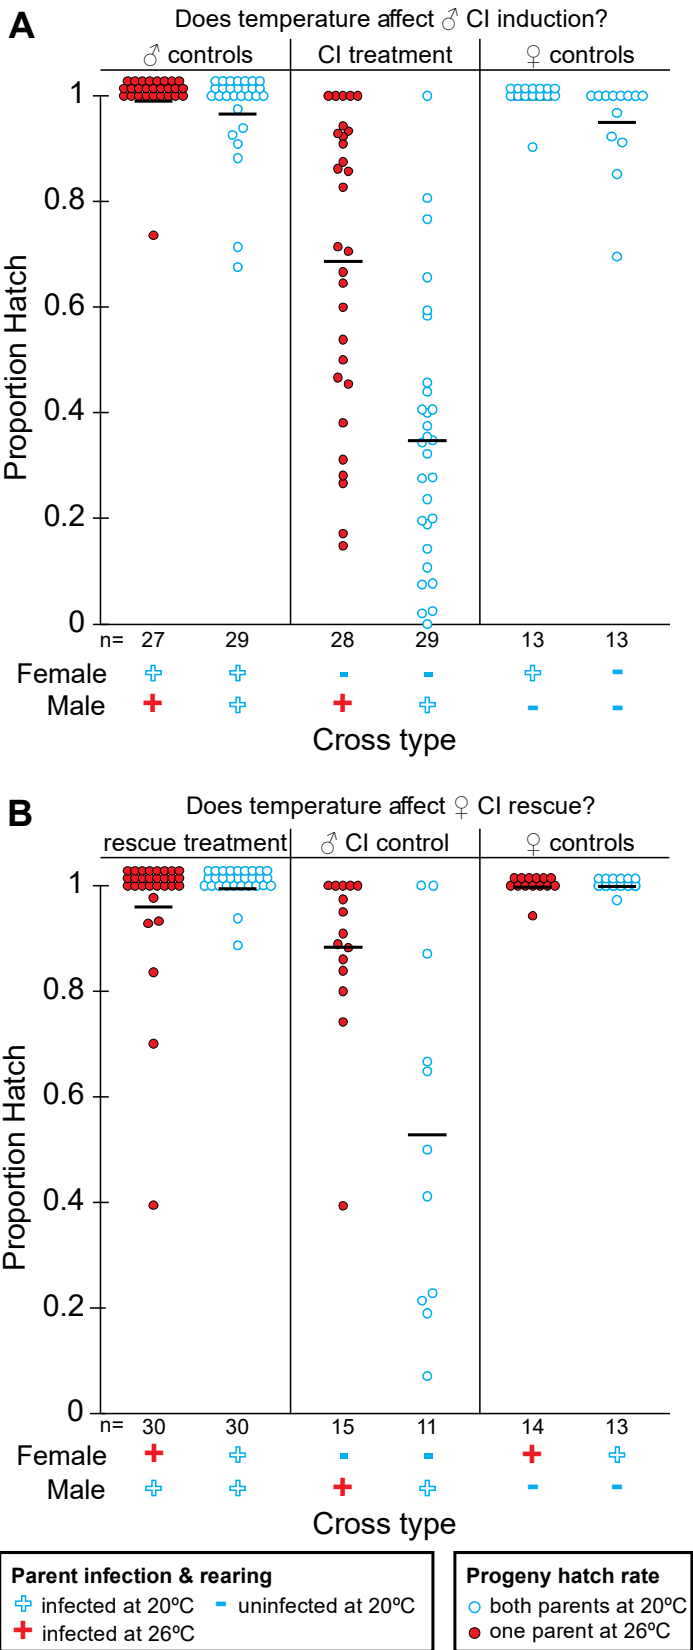 A
Does temperature affect ♂ CI induction?
♂ controls CI treatment ♀ controls
Proportion Hatch
1
0.8
0.6
0.4
0.2
0
n= 27 29 28 29 13 13
Female + + - - + -
Male + + + + - -
Cross type
B
Does temperature affect ♀ CI rescue?
rescue treatment ♂ CI control ♀ controls
Proportion Hatch
1
0.8
0.6
0.4
0.2
0
n= 30 30 15 11 14 13
Female + + - - + +
Male + + + + - -
Cross type
Parent infection & rearing
+ infected at 20ºC - uninfected at 20ºC
+ infected at 26ºC
Progeny hatch rate
both parents at 20ºC
one parent at 26ºC